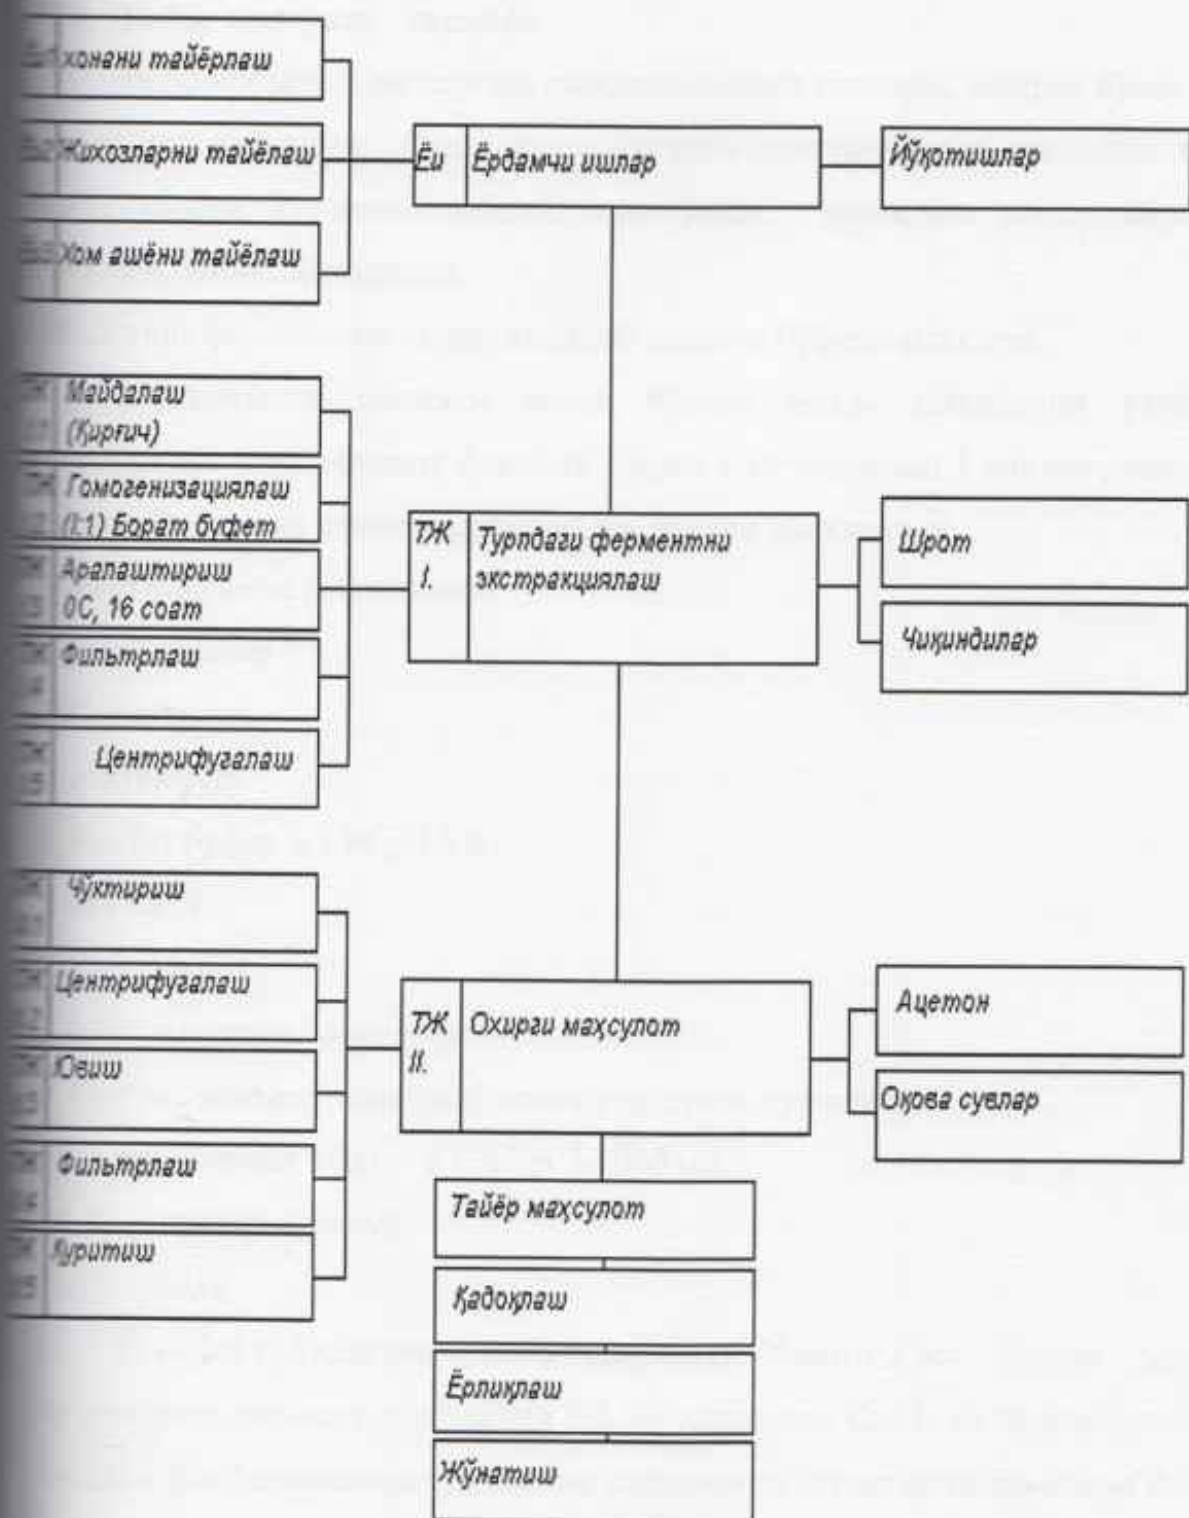 хонани тайёрлаш
Жихозларни тайёлаш
Хом ашёни тайёлаш
Ёи Ёрдамчи ишлар
Йўқотишлар
Майдалаш
(Қирғич)
Гомогенизациялаш
(I:1) Борат буфет
Аралаштириш
0С, 16 соат
Фильтрлаш
Центрифугалаш
ТЖ Турпдаги ферментни
I. экстракциялаш
Шрот
Чиқиндилар
Чўктириш
Центрифугалаш
Ювиш
Фильтрлаш
Қуритиш
ТЖ Охирги маҳсулот
II.
Ацетон
Оқова сувлар
Тайёр маҳсулот
Қадоқлаш
Ёрлиқлаш
Жўнатиш